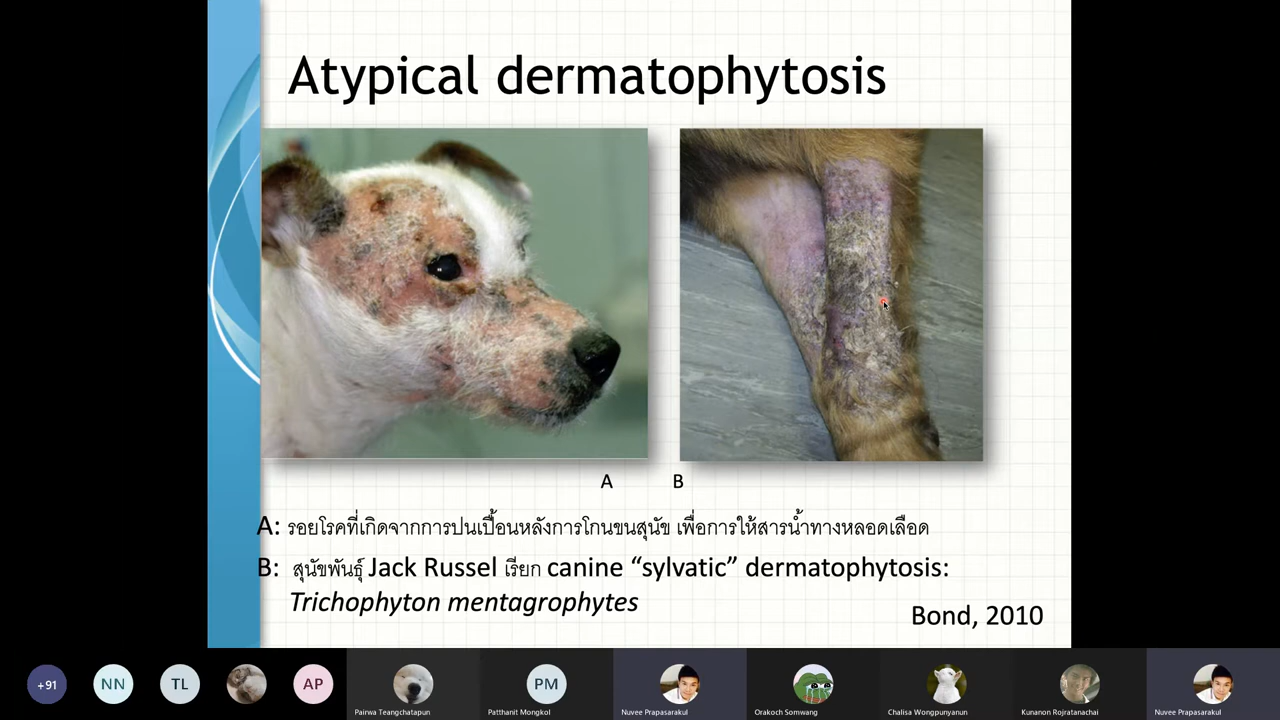 Atypical dermatophytosis
A B
A: รอยโรคที่เกิดจากการปนเปื้อนหลังการโกนขนสุนัข เพื่อการให้สารน้ำทางหลอดเลือด
B: สุนัขพันธุ์ Jack Russel เรียก canine “sylvatic” dermatophytosis:
Trichophyton mentagrophytes
Bond, 2010
+91 NN TL AP PM
Pairwa Teangchatapun Patthanit Mongkol Nuvee Prapasarakul Orakoch Somwang Chalisa Wongpunyanun Kunanon Rojratanachai Nuvee Prapasarakul